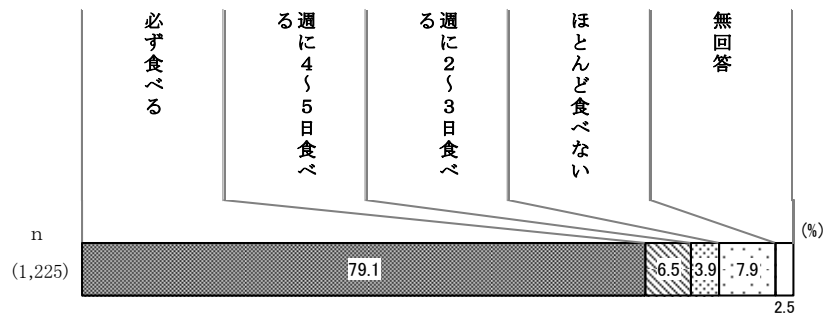 必ず食べる
週に４～５日食べ
る
週に２～３日食べ
る
ほとんど食べない
無回答
(%)
n
(1,225)
79.1
6.5
3.9
7.9
2.5